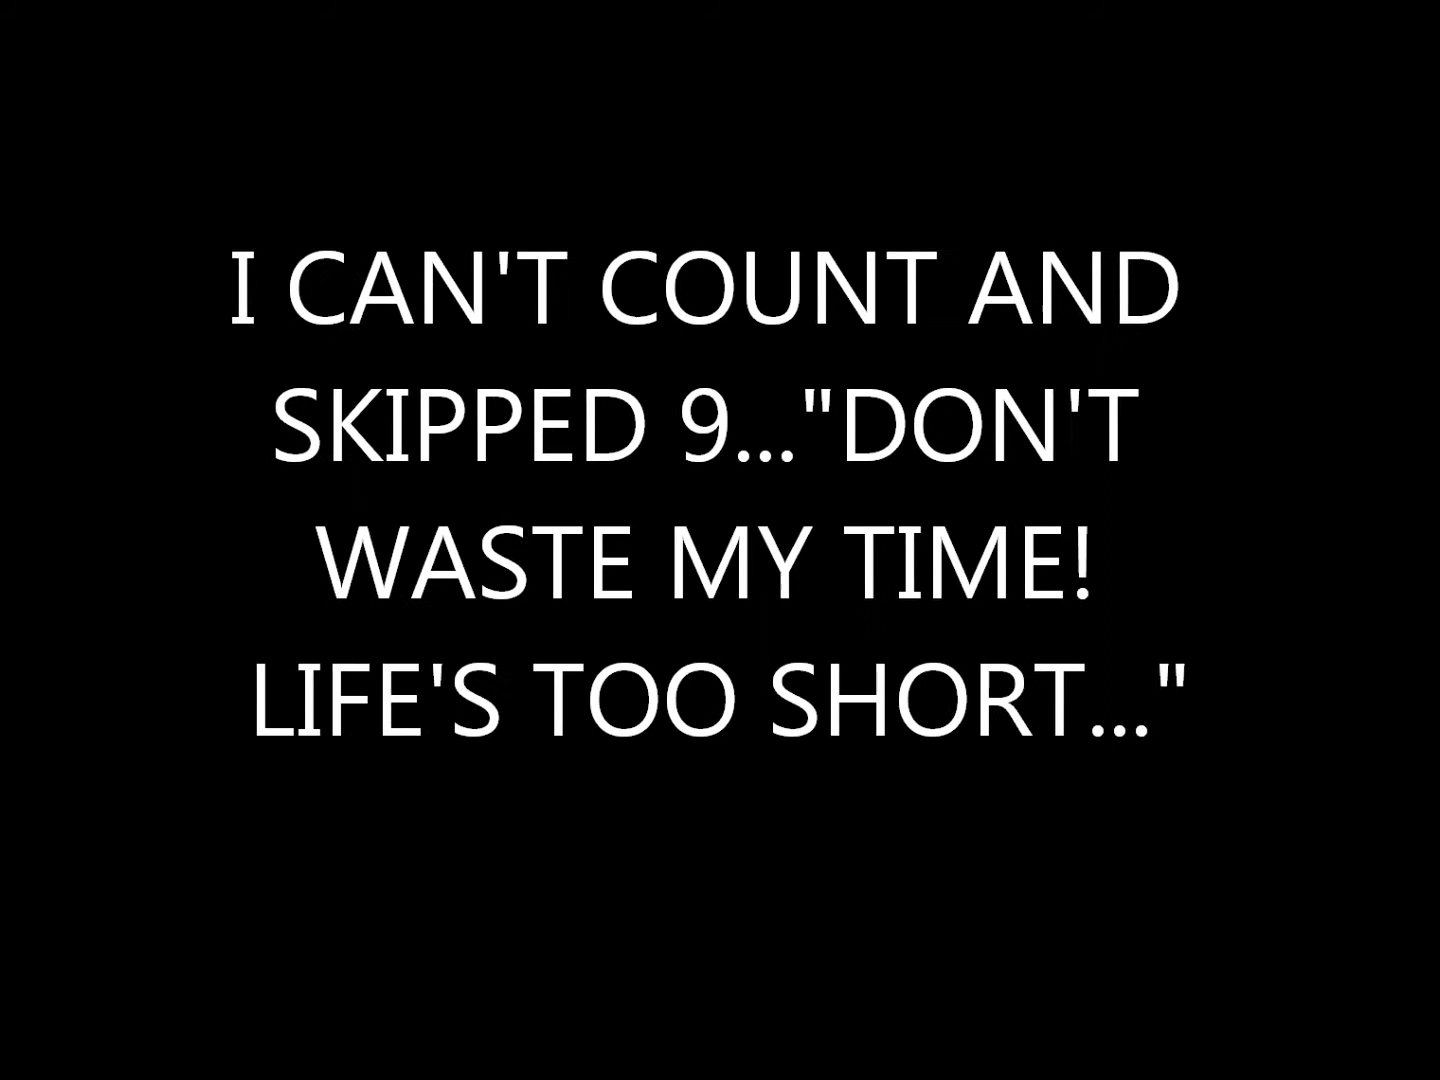 I CAN'T COUNT AND
SKIPPED 9..."DON'T
WASTE MY TIME!
LIFE'S TOO SHORT..."